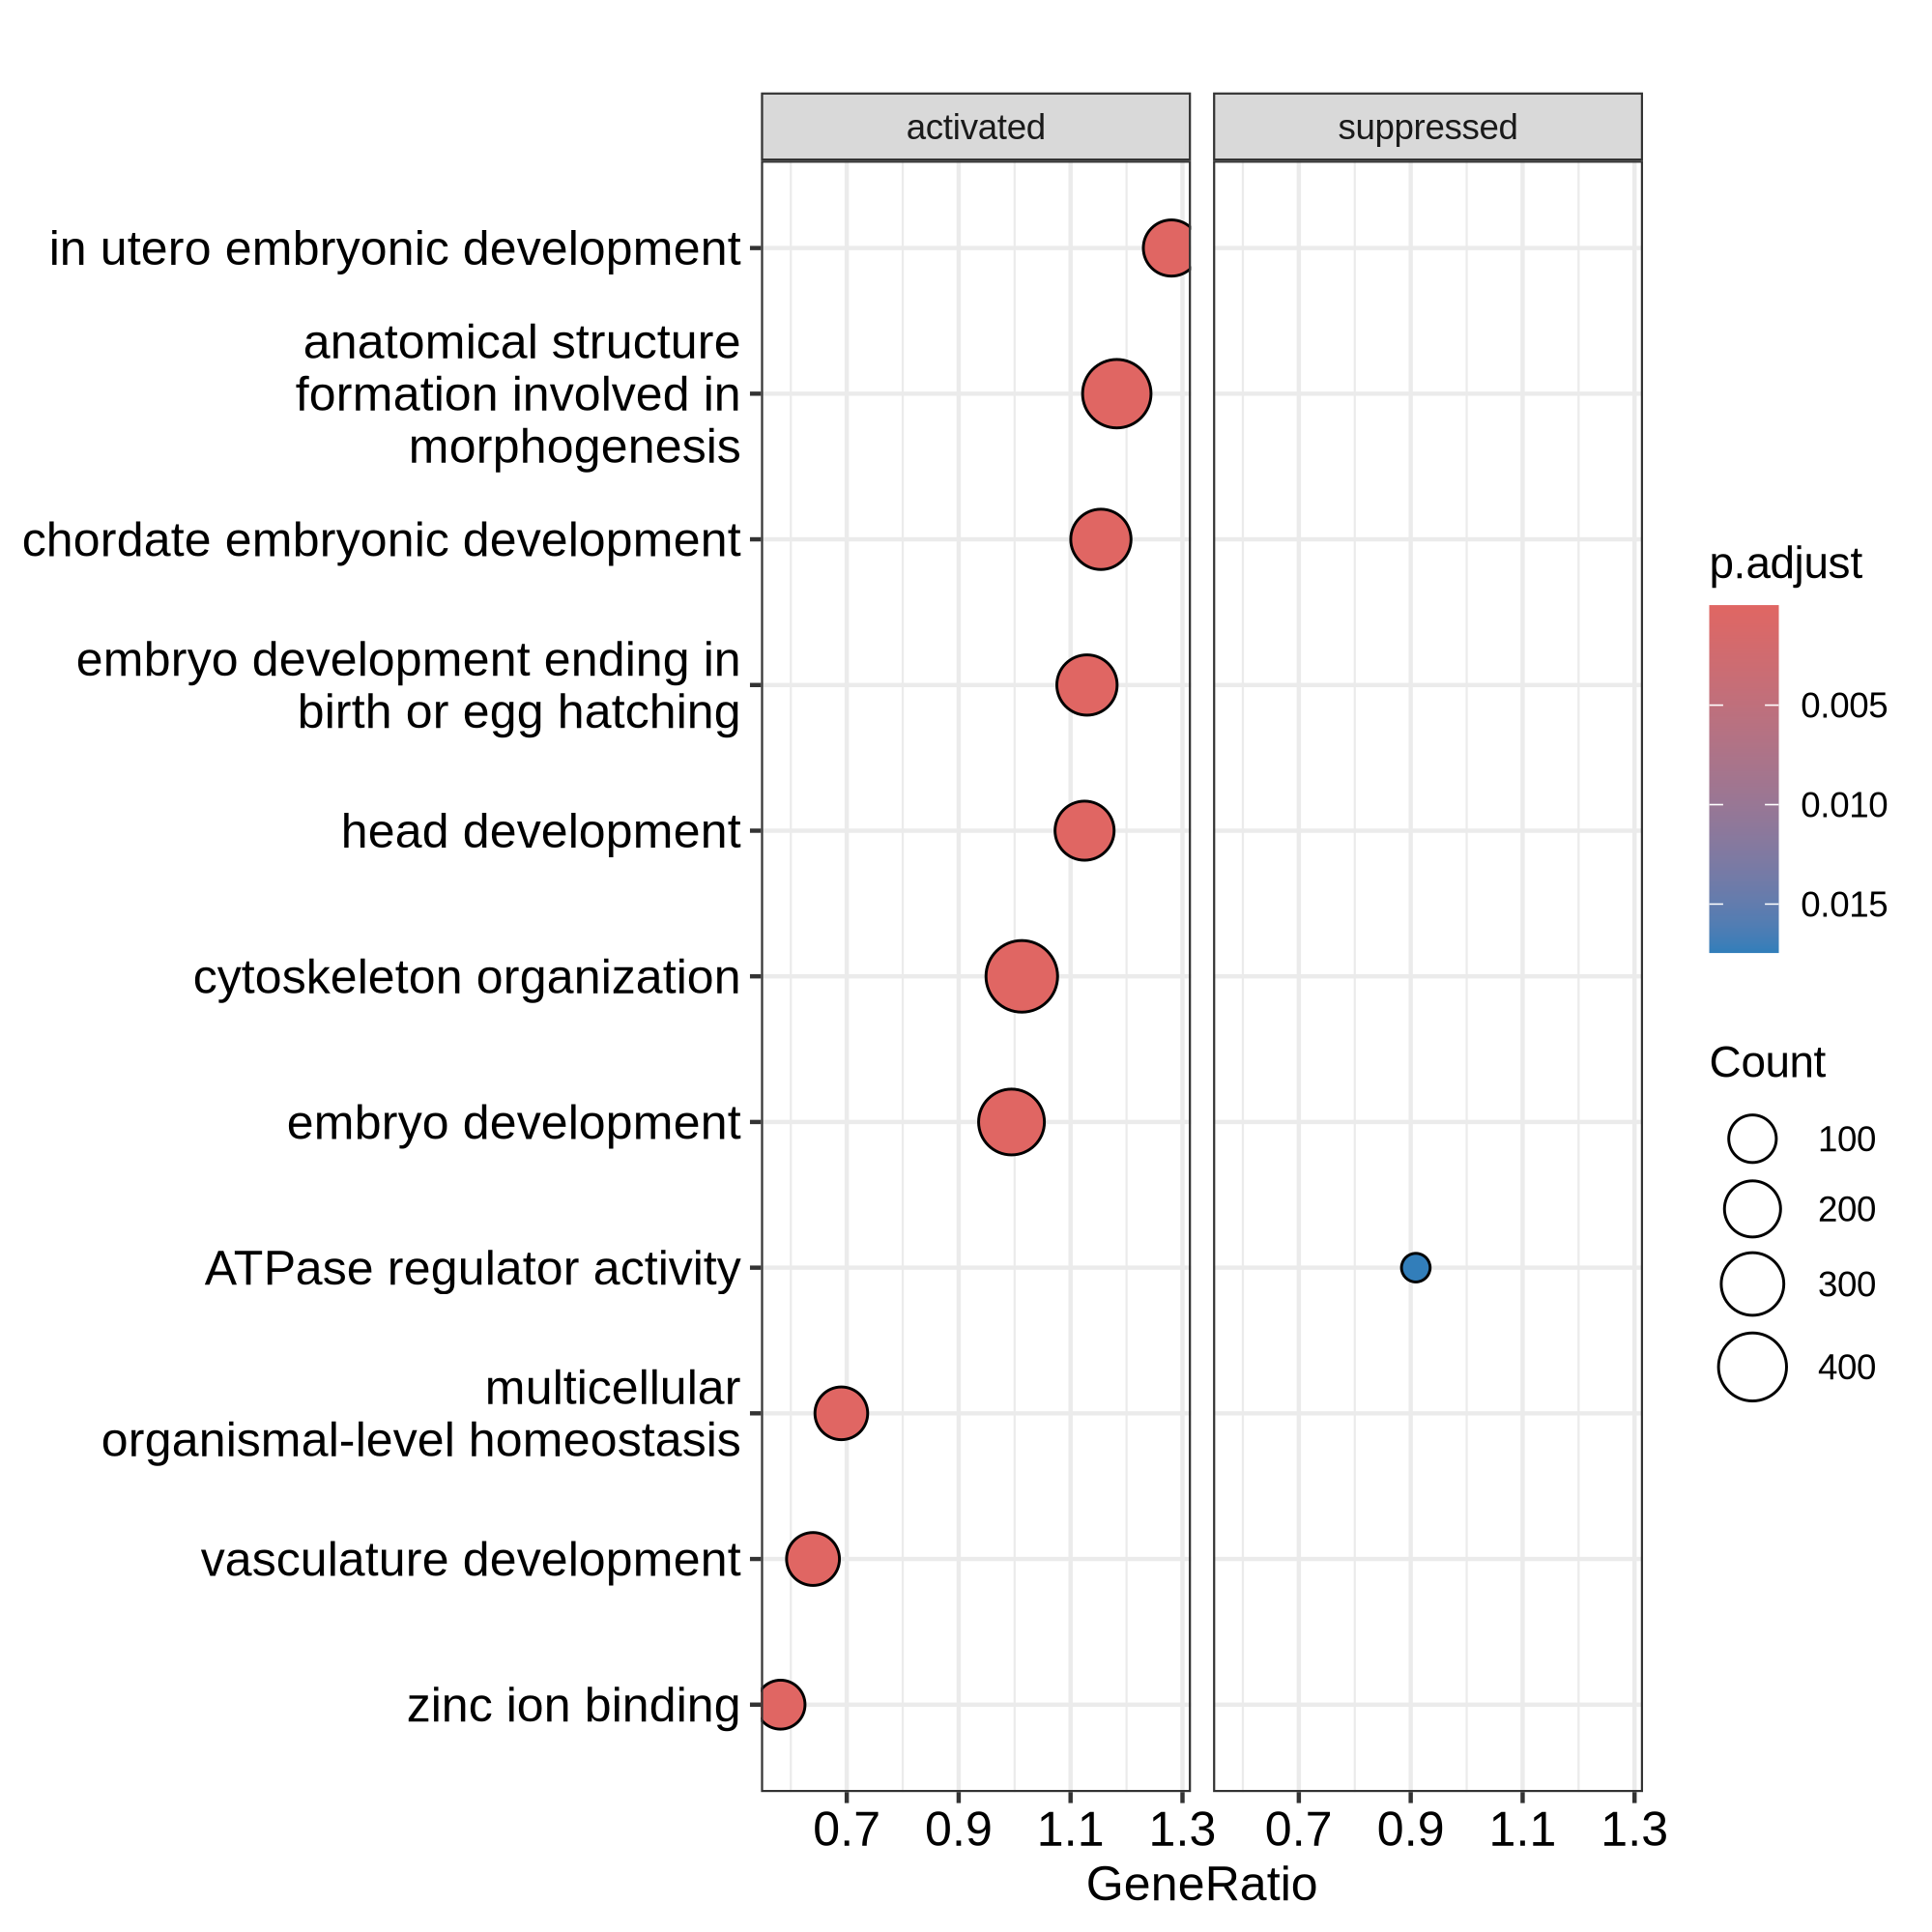 activated
suppressed
in utero embryonic development
anatomical structure
formation involved in
morphogenesis
chordate embryonic development
embryo development ending in
birth or egg hatching
head development
cytoskeleton organization
embryo development
ATPase regulator activity
multicellular
organismal-level homeostasis
vasculature development
zinc ion binding
0.7 0.9 1.1 1.3
0.7 0.9 1.1 1.3
GeneRatio
p.adjust
0.005
0.010
0.015
Count
100
200
300
400